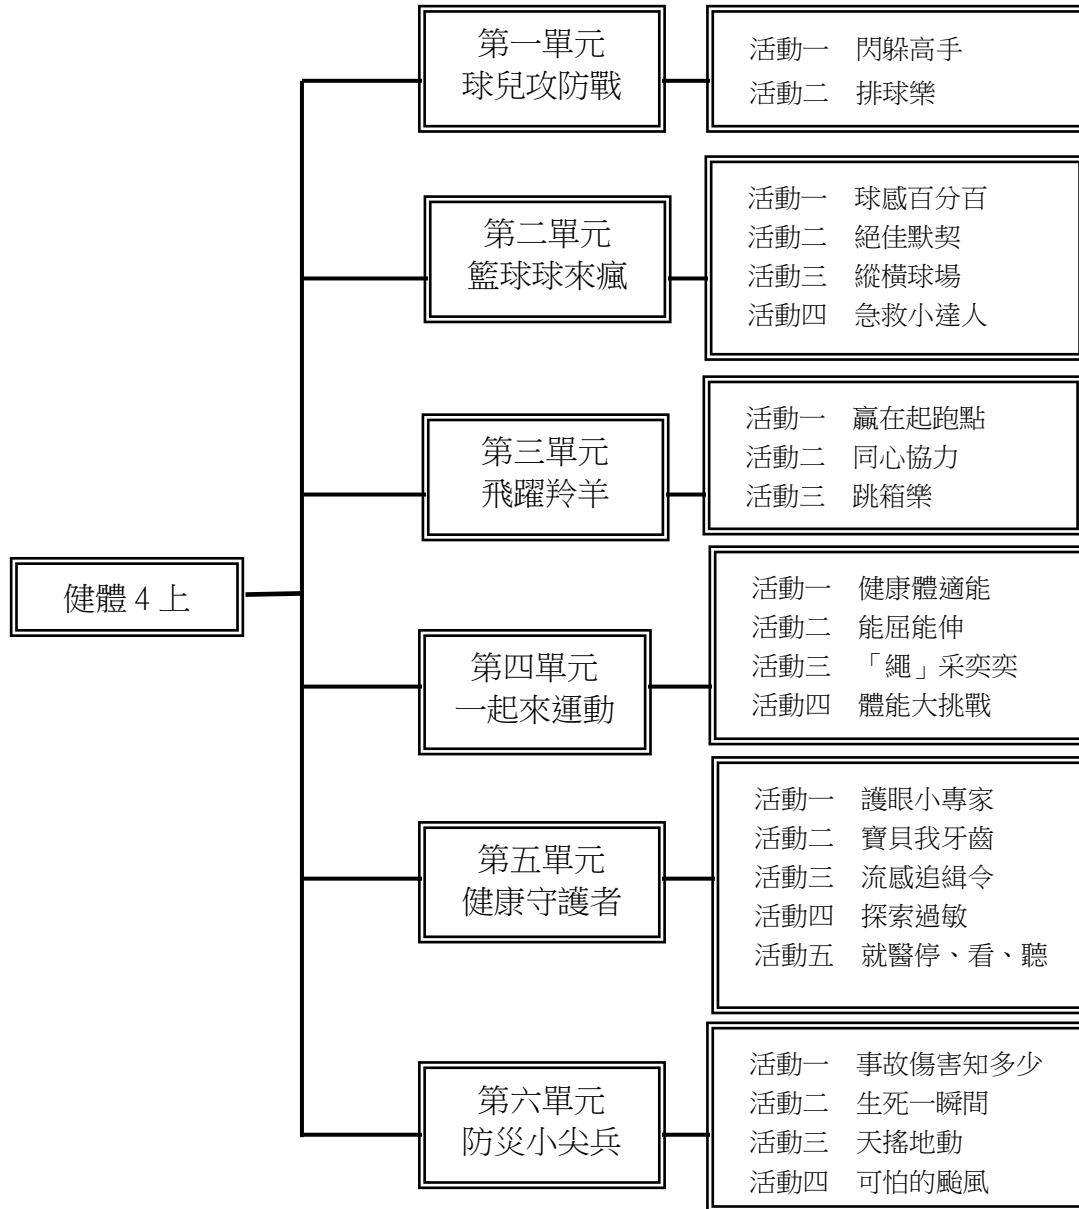 健體 4 上
第一單元
球兒攻防戰
活動一 閃躲高手
活動二 排球樂
第二單元
籃球球來瘋
活動一 球感百分百
活動二 絕佳默契
活動三 縱橫球場
活動四 急救小達人
第三單元
飛躍羚羊
活動一 贏在起跑點
活動二 同心協力
活動三 跳箱樂
第四單元
一起來運動
活動一 健康體適能
活動二 能屈能伸
活動三 「繩」采奕奕
活動四 體能大挑戰
第五單元
健康守護者
活動一 護眼小專家
活動二 寶貝我牙齒
活動三 流感追緝令
活動四 探索過敏
活動五 就醫停、看、聽
第六單元
防災小尖兵
活動一 事故傷害知多少
活動二 生死一瞬間
活動三 天搖地動
活動四 可怕的颱風